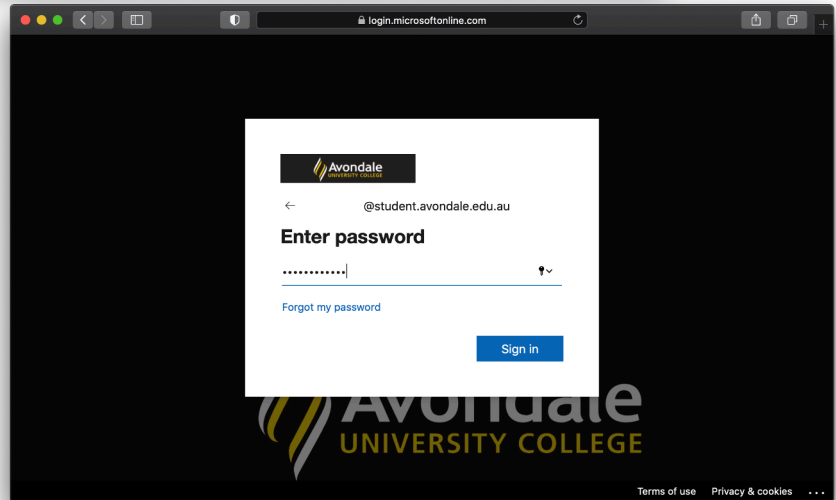 login.microsoftonline.com
Avondale
UNIVERSITY COLLEGE
@student.avondale.edu.au
Enter password
••••••••••••
Forgot my password
Sign in
Avondale
UNIVERSITY COLLEGE
Terms of use Privacy & cookies ...